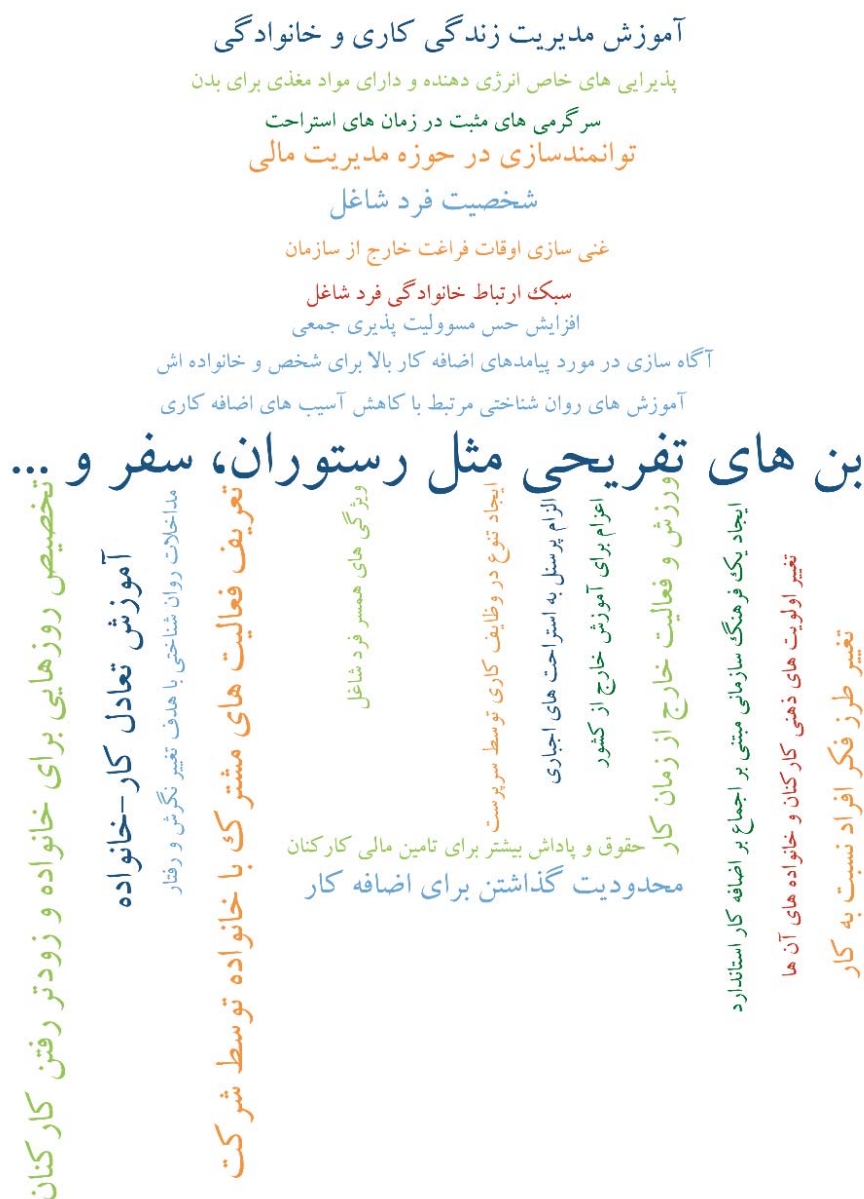 آموزش مدیریت زندگی کاری و خانوادگی
پذیرایی های خاص انرژی دهنده و دارای مواد مغذی برای بدن
سرگرمی های مثبت در زمان های استراحت
توانمندسازی در حوزه مدیریت مالی
شخصیت فرد شاغل
غنی سازی اوقات فراغت خارج از سازمان
سبک ارتباط خانوادگی فرد شاغل
افزایش حس مسوولیت پذیری جمعی
آگاه سازی در مورد پیامدهای اضافه کار بالا برای شخص و خانواده اش
آموزش های روان شناختی مرتبط با کاهش آسیب های اضافه کاری
بن های تفریحی مثل رستوران، سفر و ...
تغییر طرز فکر افراد نسبت به کار
تغییر اولویت های ذهنی کارکنان و خانواده های آن ها
ایجاد یک فرهنگ سازمانی مبتنی بر اجماع بر اضافه کار استاندارد
ورزش و فعالیت خارج از زمان کار
اعزام برای آموزش خارج از کشور
الزام پرسنل به استراحت های اجباری
ایجاد تنوع در وظایف کاری توسط سرپرست
ویژگی های همسر فرد شاغل
تعریف فعالیت های مشترک با خانواده توسط شرکت
مداخلات روان شناختی با هدف تغییر نگرش و رفتار
آموزش تعادل کار-خانواده
تخصیص روزهایی برای خانواده و زودتر رفتن کارکنان
حقوق و پاداش بیشتر برای تامین مالی کارکنان
محدودیت گذاشتن برای اضافه کار